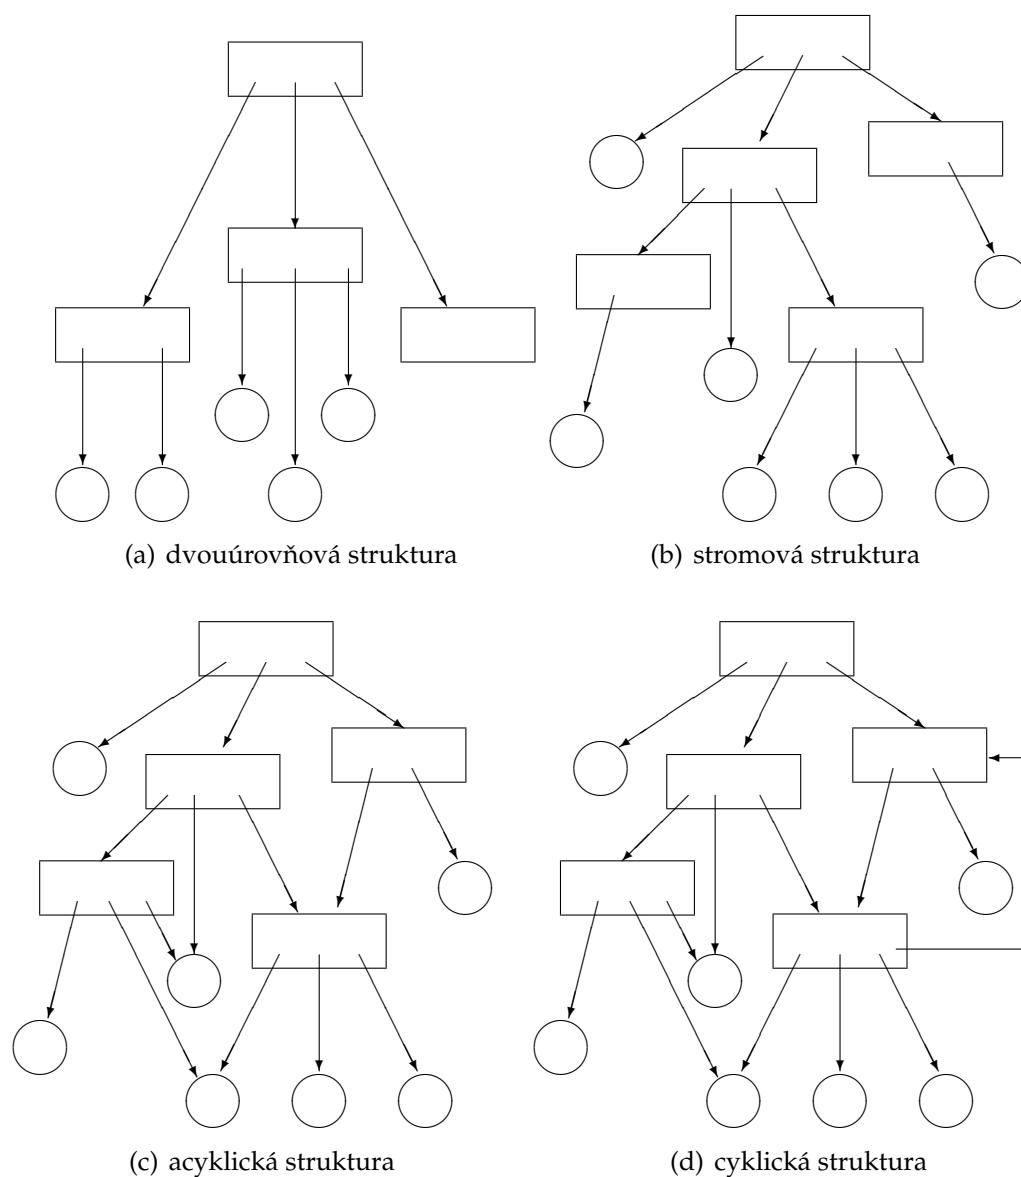 (a) dvouúrovňová struktura
(b) stromová struktura
(c) acyklická struktura
(d) cyklická struktura